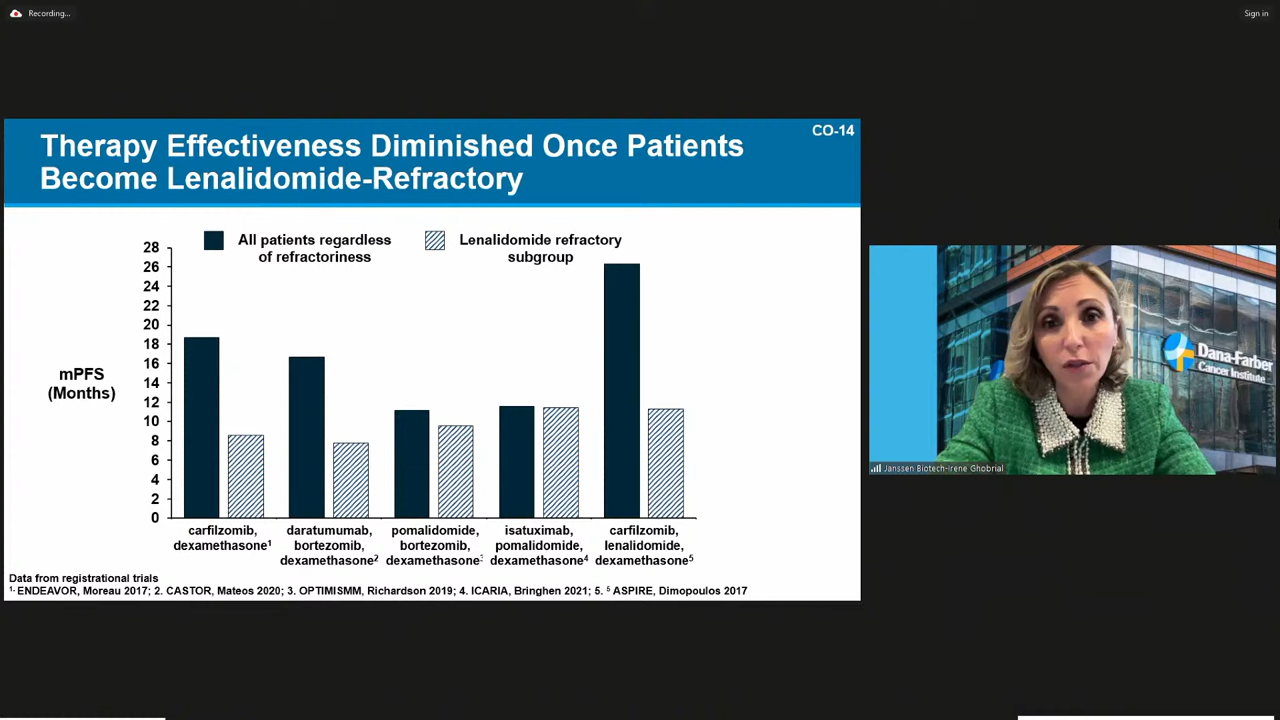 Recording...
Sign in
CO-14
Therapy Effectiveness Diminished Once Patients
Become Lenalidomide-Refractory
All patients regardless
of refractoriness
Lenalidomide refractory
subgroup
mPFS
(Months)
28
26
24
22
20
18
16
14
12
10
8
6
4
2
0
carfilzomib,
dexamethasone1
daratumumab,
bortezomib,
dexamethasone2
pomalidomide,
bortezomib,
dexamethasone3
isatuximab,
pomalidomide,
dexamethasone4
carfilzomib,
lenalidomide,
dexamethasone5
Data from registrational trials
1. ENDEAVOR, Moreau 2017; 2. CASTOR, Mateos 2020; 3. OPTIMISMM, Richardson 2019; 4. ICARIA, Bringhen 2021; 5. 5 ASPIRE, Dimopoulos 2017
Dana-Farber
Cancer Institute
Janssen Biotech-irene Ghobrial